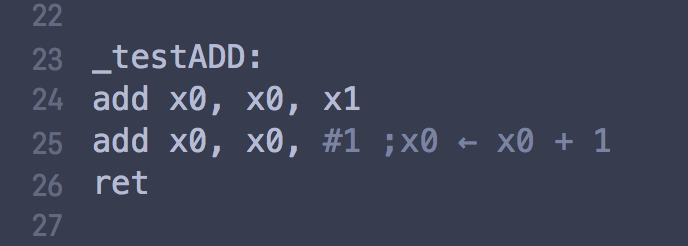 22
23 _testADD:
24 add x0, x0, x1
25 add x0, x0, #1 ;x0 ← x0 + 1
26 ret
27